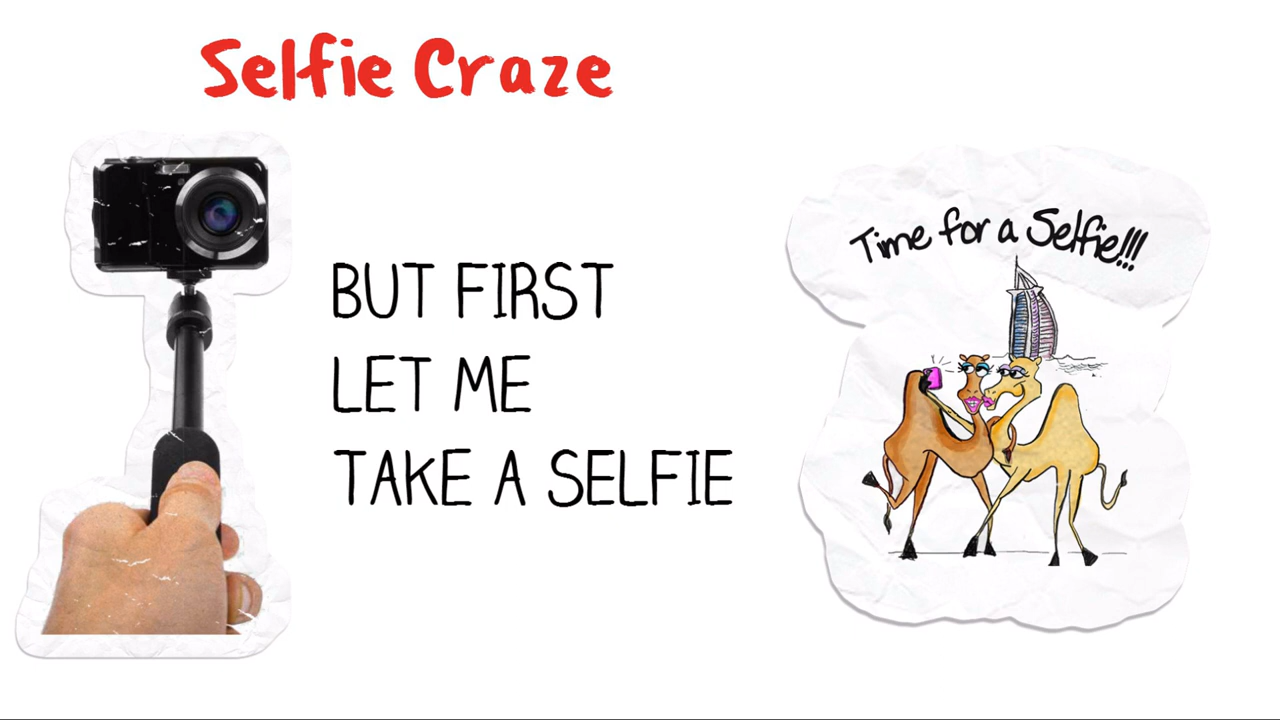 Selfie Craze
BUT FIRST
LET ME
TAKE A SELFIE
Time for a Selfie!!!